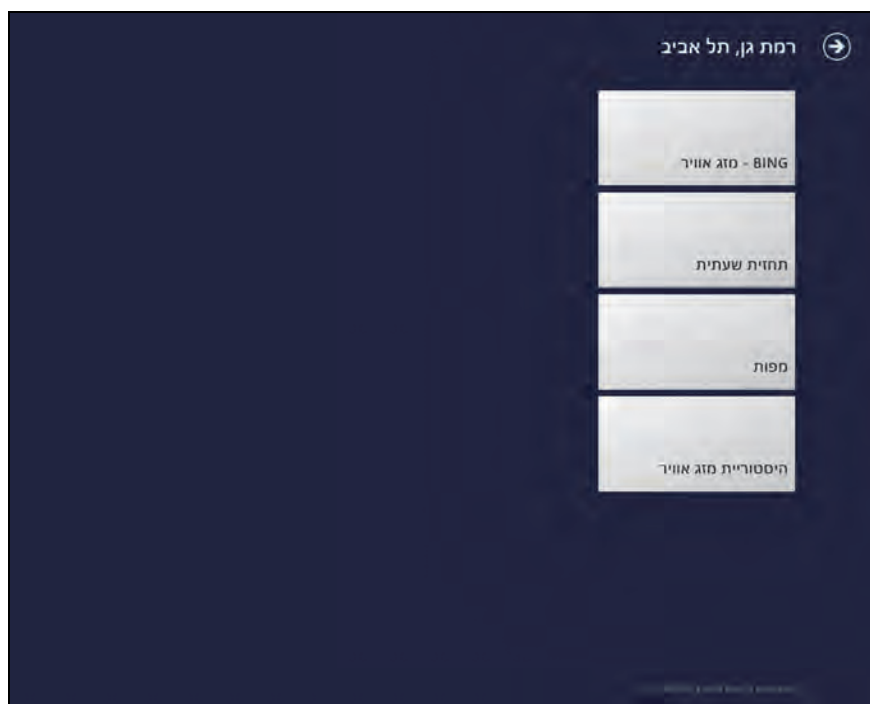 רמת גן, תל אביב
BING - מזג אוויר
תחזית שעתית
מפות
היסטוריית מזג אוויר